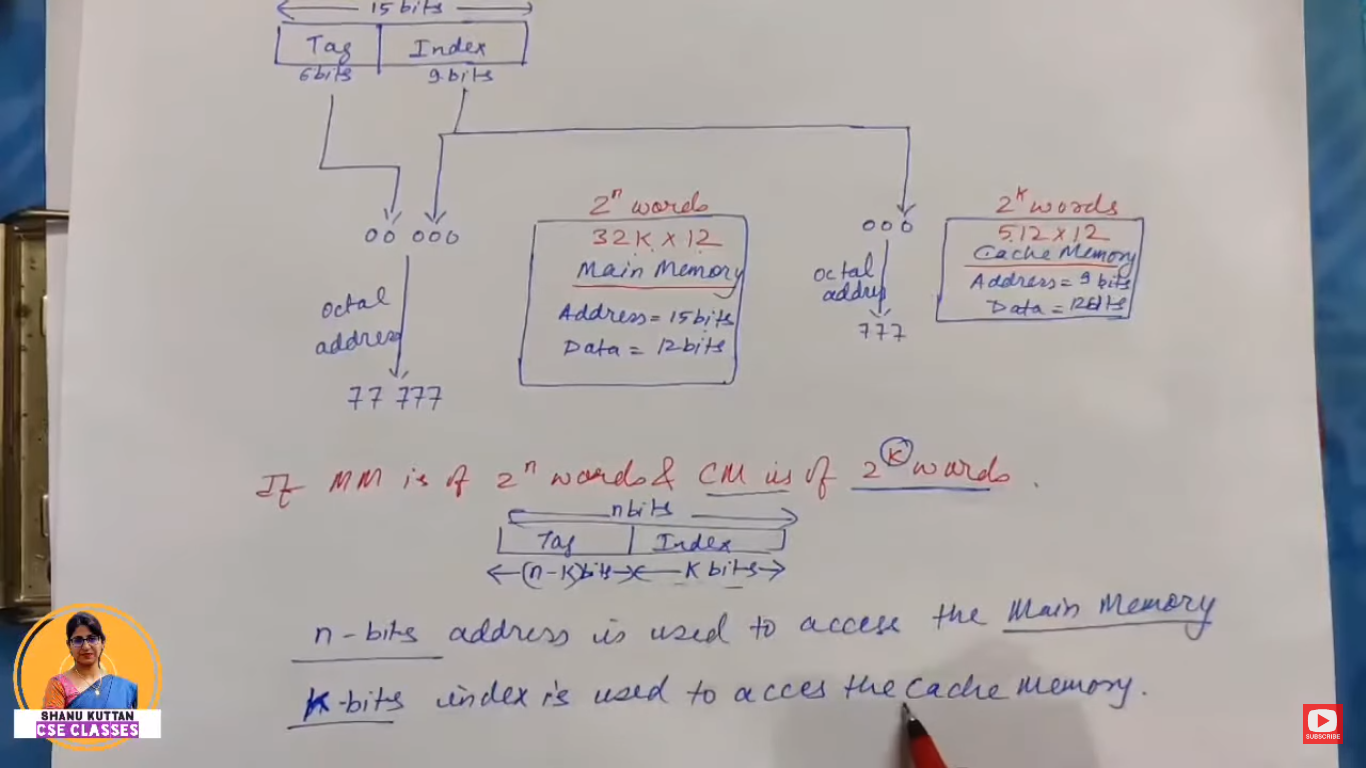 15 bits
Tag Index
6 bits 9 bits
00 000
octal
address
77 777
2^n words
32K X 12
Main Memory
Address = 15 bits
Data = 12 bits
000
octal
addres
777
2^k words
512 X 12
Cache Memory
Address = 9 bits
Data = 12 bits
If MM is of 2^n words & CM is of 2^k words.
n bits
Tag Index
(n-k) bits k bits
n-bits address is used to access the Main Memory
k-bits index is used to acces the cache Memory.
SHANU KUTTAN
CSE CLASSES
SUBSCRIBE